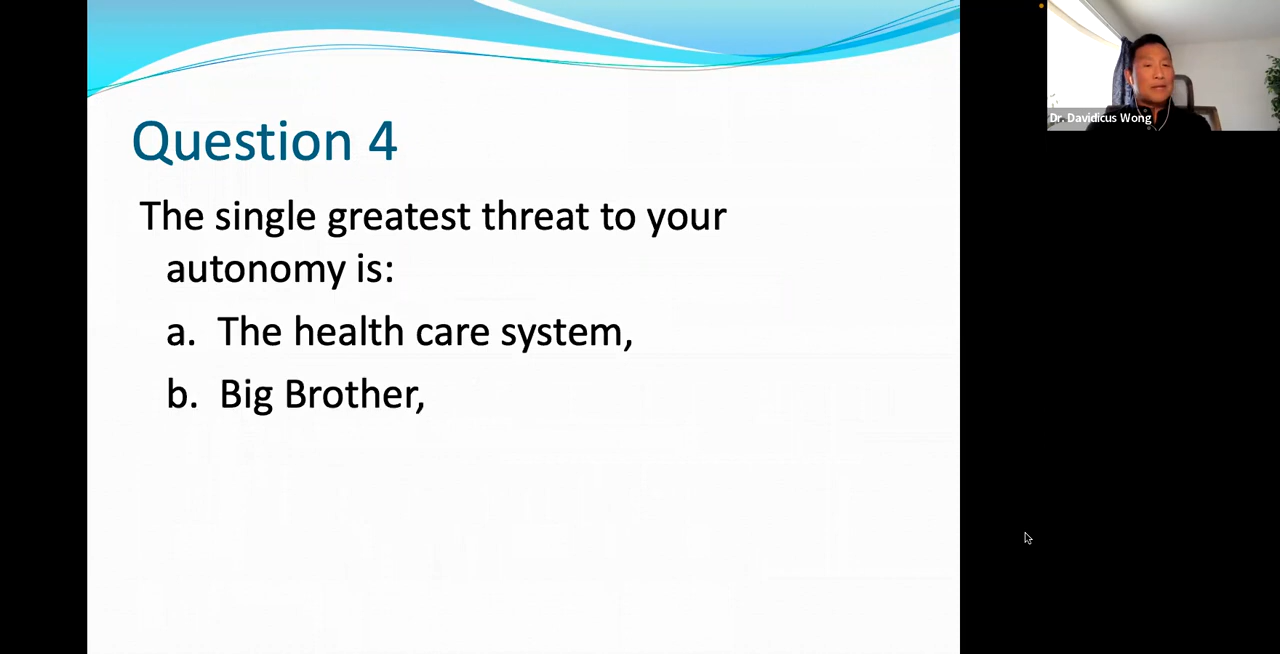 Question 4
The single greatest threat to your
autonomy is:
a. The health care system,
b. Big Brother,
Dr. Davidicus Wong